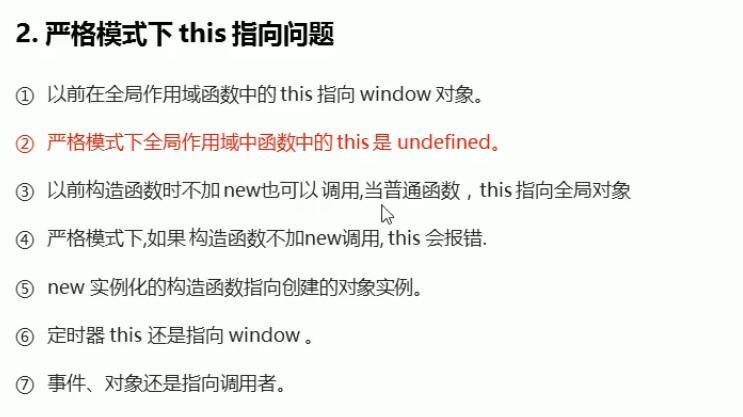 2. 严格模式下 this 指向问题
① 以前在全局作用域函数中的 this 指向 window 对象。
② 严格模式下全局作用域中函数中的 this 是 undefined。
③ 以前构造函数时不加 new也可以 调用,当普通函数，this 指向全局对象
④ 严格模式下,如果 构造函数不加new调用, this 会报错.
⑤ new 实例化的构造函数指向创建的对象实例。
⑥ 定时器 this 还是指向 window 。
⑦ 事件、对象还是指向调用者。